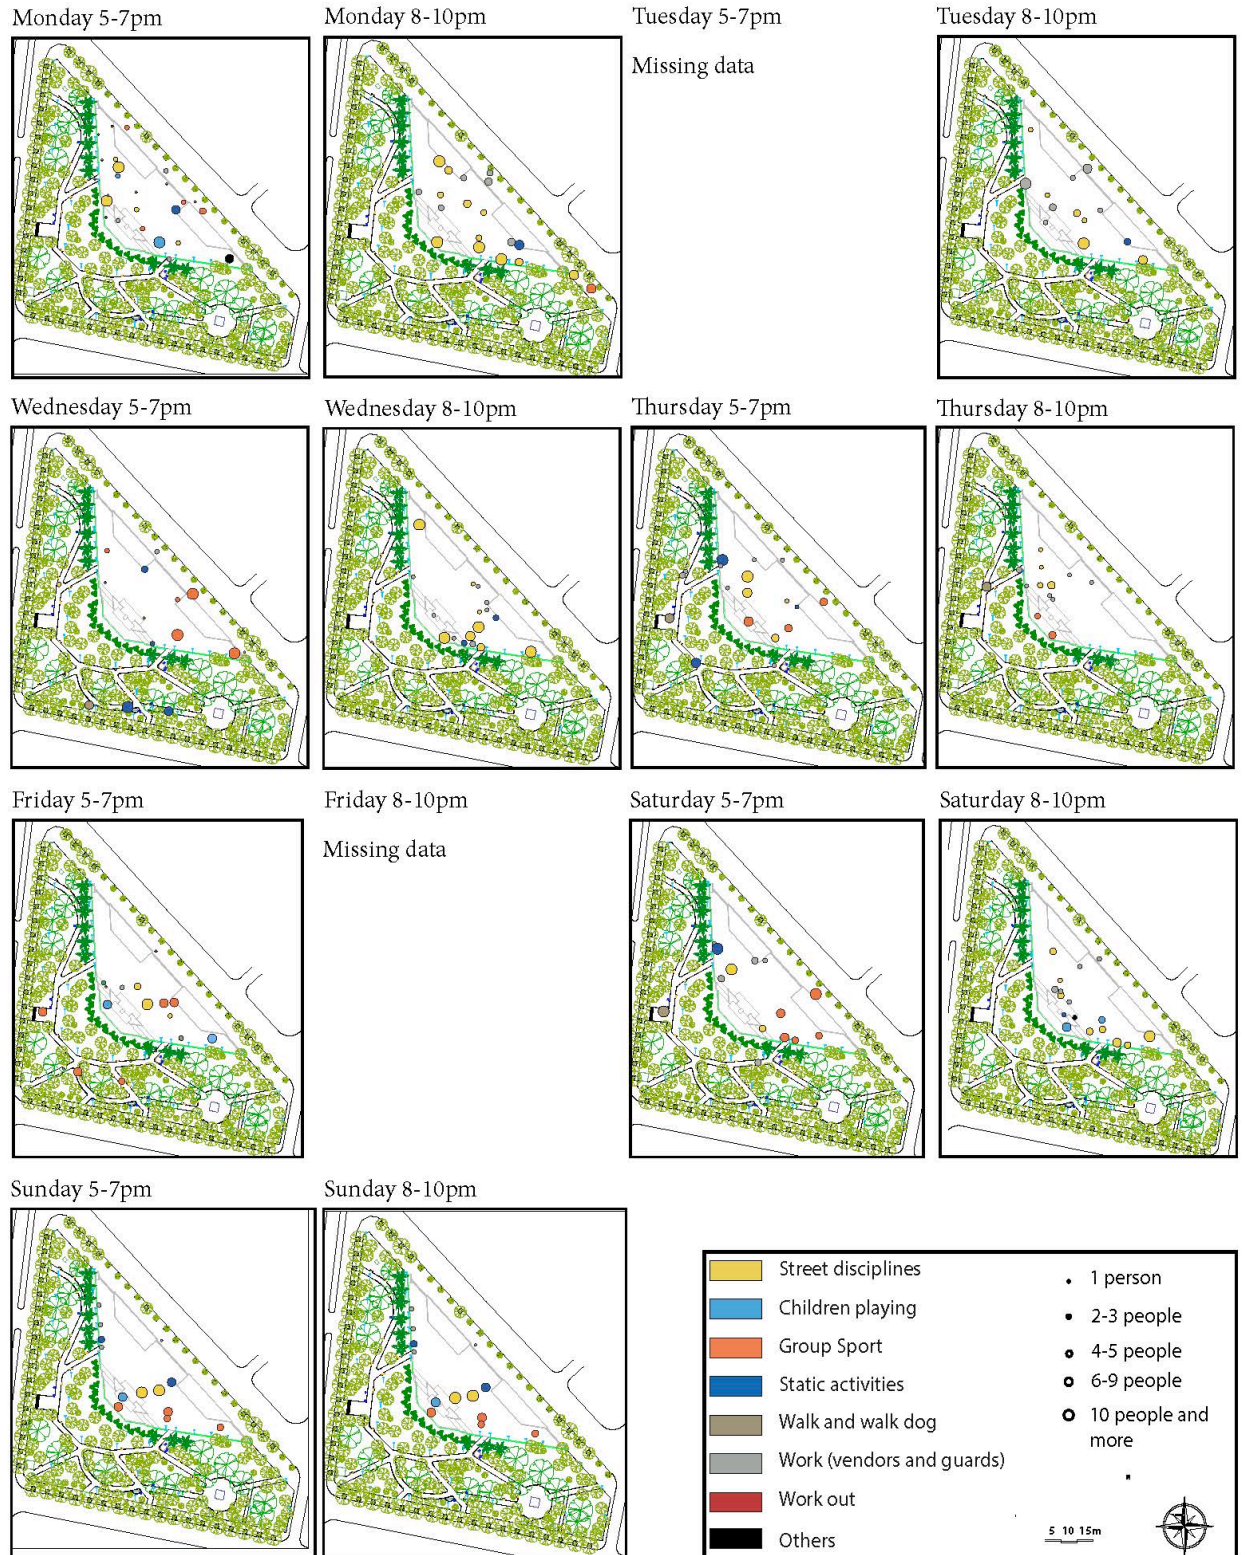 Monday 5-7pm
Monday 8-10pm
Tuesday 5-7pm
Tuesday 8-10pm
Missing data
Wednesday 5-7pm
Wednesday 8-10pm
Thursday 5-7pm
Thursday 8-10pm
Friday 5-7pm
Friday 8-10pm
Saturday 5-7pm
Saturday 8-10pm
Missing data
Sunday 5-7pm
Sunday 8-10pm
Street disciplines
Children playing
Group Sport
Static activities
Walk and walk dog
Work (vendors and guards)
Work out
Others
1 person
2-3 people
4-5 people
6-9 people
10 people and
more
5 10 15m